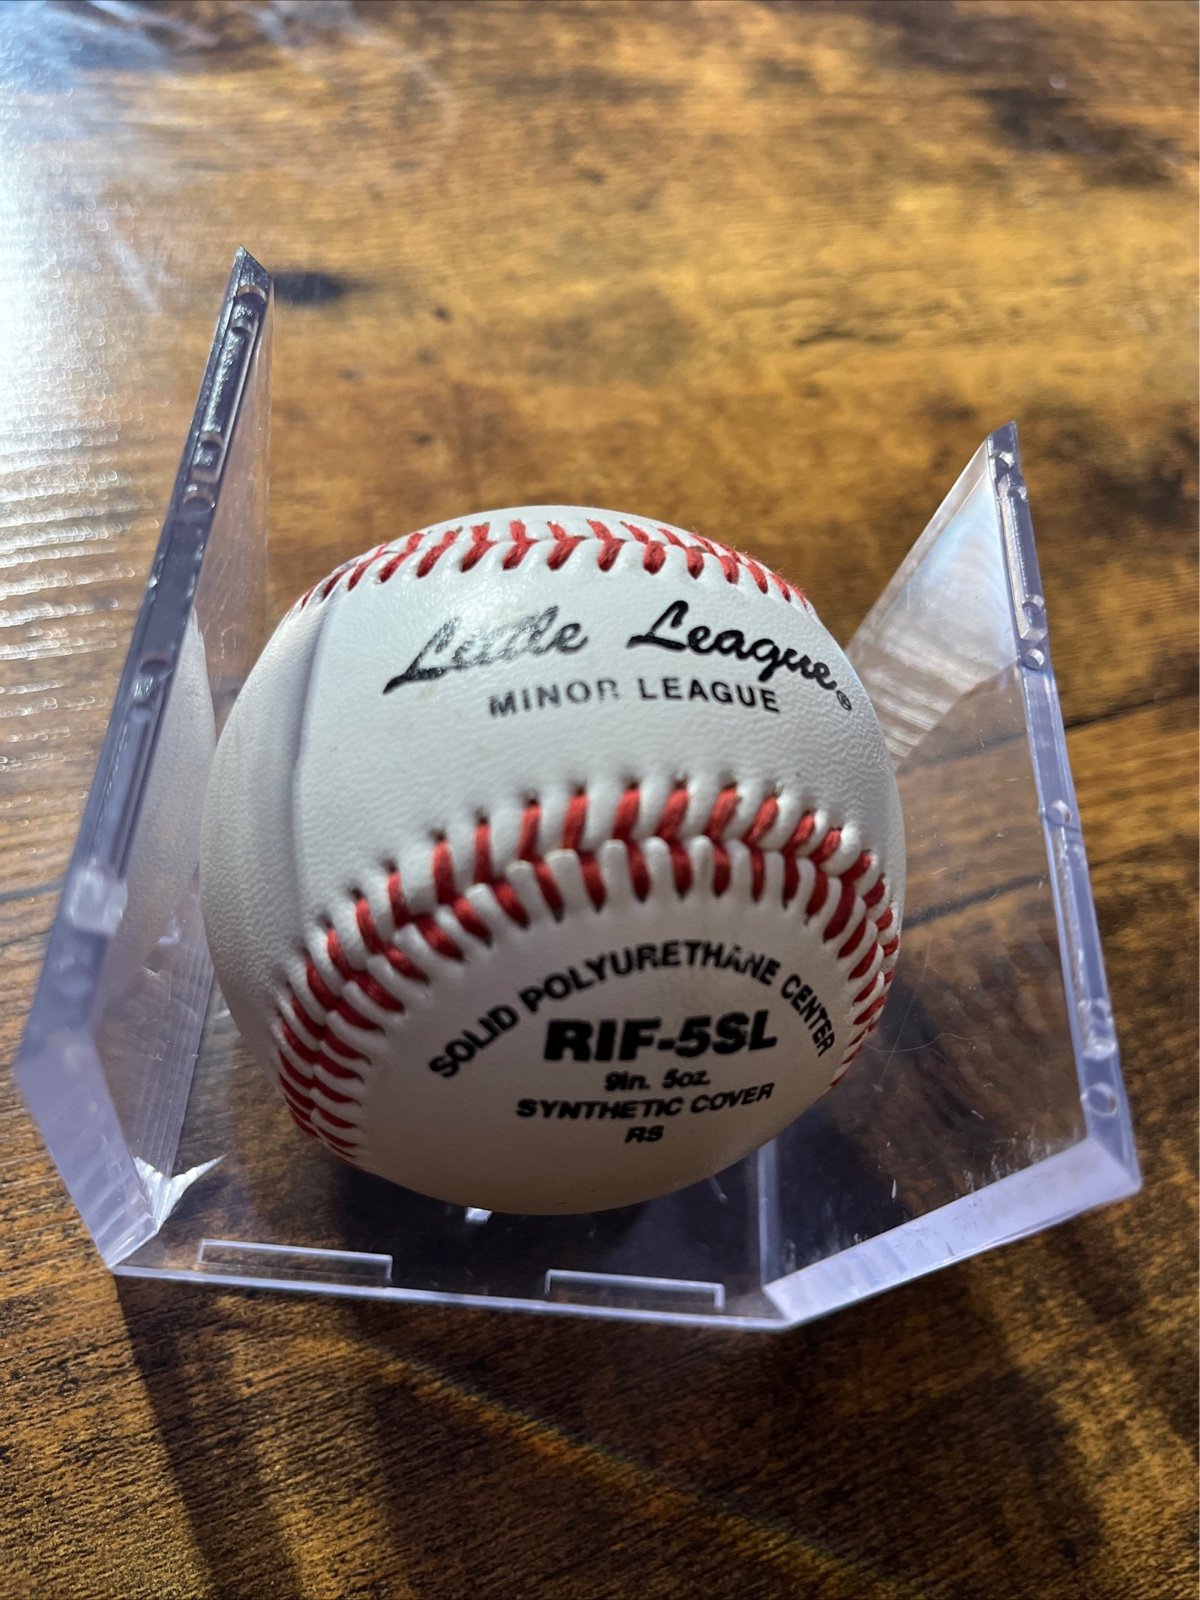 Little League®
MINOR LEAGUE
SOLID POLYURETHANE CENTER
RIF-5SL
9in. 5oz.
SYNTHETIC COVER
RS